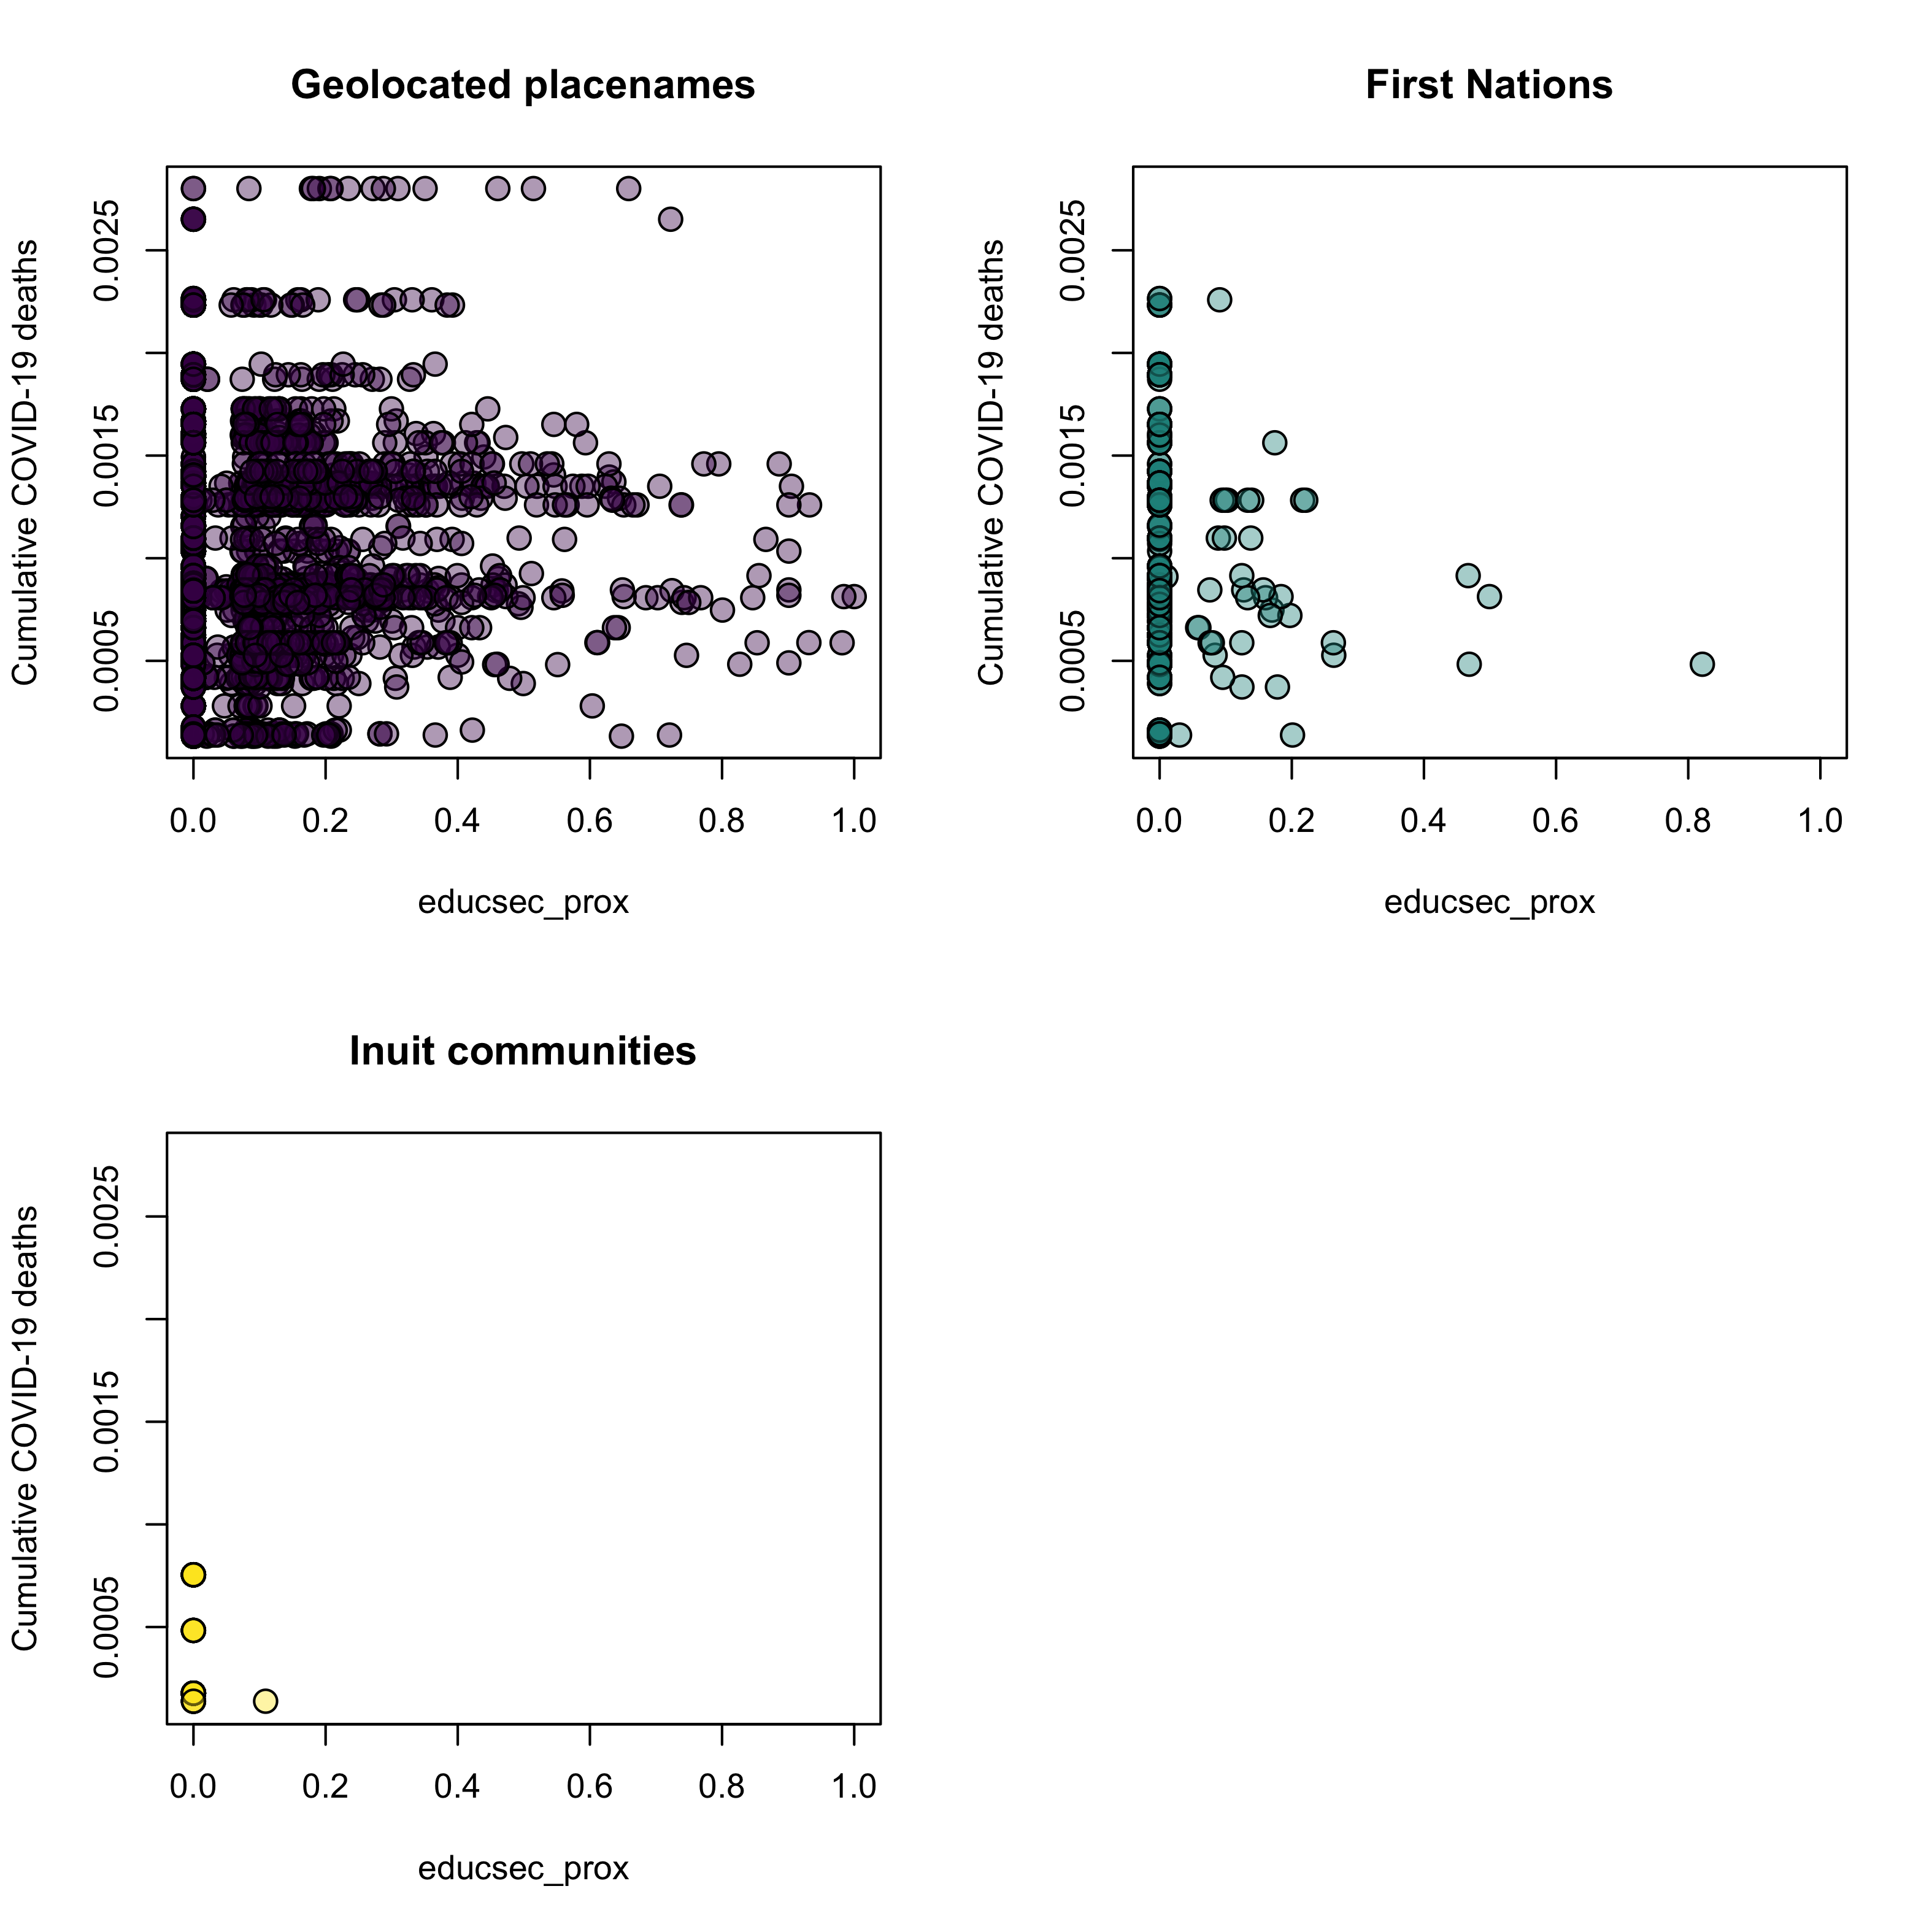 Geolocated placenames
Cumulative COVID-19 deaths
0.0025
0.0015
0.0005
0.0 0.2 0.4 0.6 0.8 1.0
educsec_prox
First Nations
Cumulative COVID-19 deaths
0.0025
0.0015
0.0005
0.0 0.2 0.4 0.6 0.8 1.0
educsec_prox
Inuit communities
Cumulative COVID-19 deaths
0.0025
0.0015
0.0005
0.0 0.2 0.4 0.6 0.8 1.0
educsec_prox